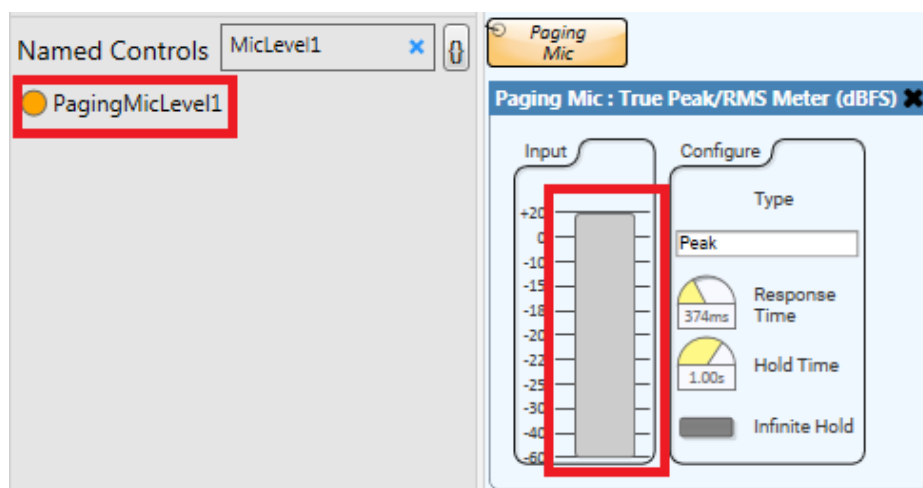 Named Controls
MicLevel1
{}
PagingMicLevel1
Paging
Mic
Paging Mic : True Peak/RMS Meter (dBFS)
Input
+20
0
-10
-15
-18
-20
-22
-25
-30
-40
-60
Configure
Type
Peak
374ms
Response
Time
1.00s
Hold Time
Infinite Hold